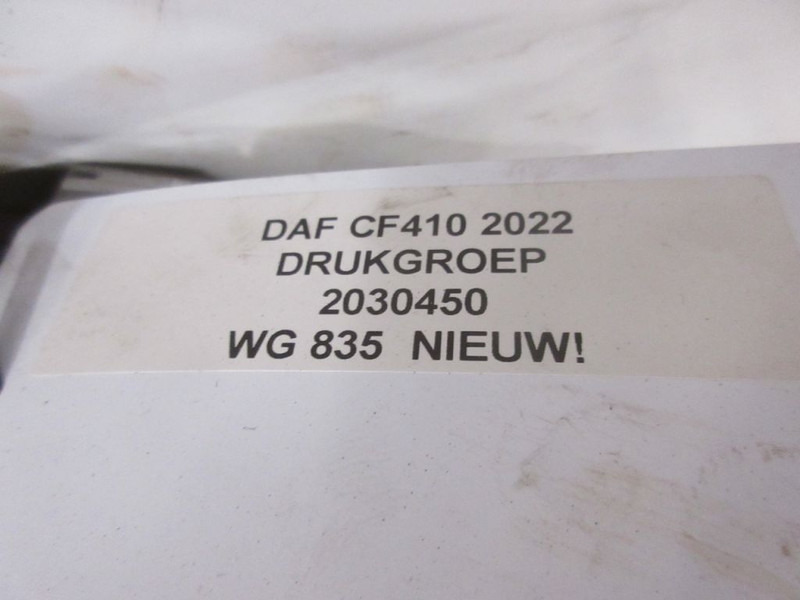 DAF CF410 2022
DRUKGROEP
2030450
WG 835 NIEUW!